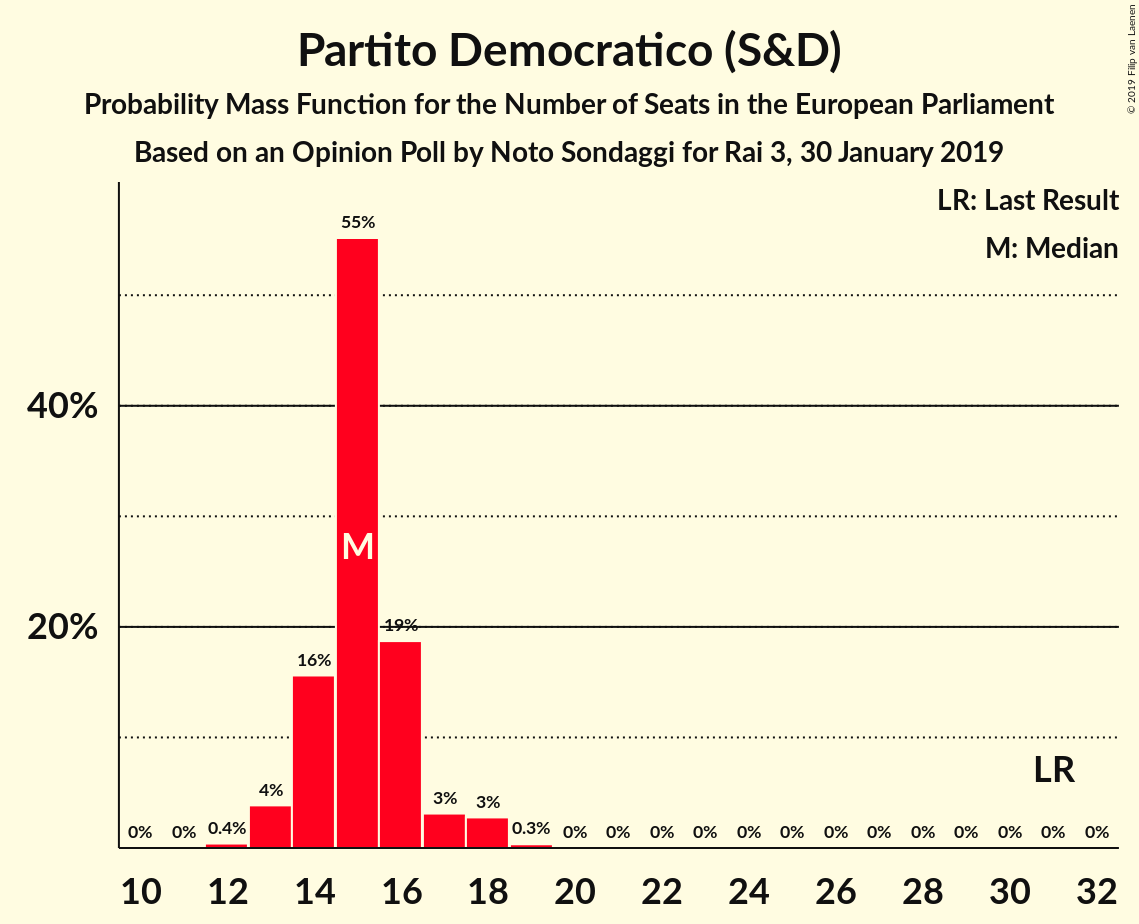 Partito Democratico (S&D)
Probability Mass Function for the Number of Seats in the European Parliament
Based on an Opinion Poll by Noto Sondaggi for Rai 3, 30 January 2019
© 2019 Filip van Laenen
LR: Last Result
M: Median
55%
40%
M
20%
19%
16%
LR
4%
3%
3%
0%
0%
0.4%
0.3%
0%
0%
0%
0%
0%
0%
0%
0%
0%
0%
0%
0%
0%
10 12 14 16 18 20 22 24 26 28 30 32